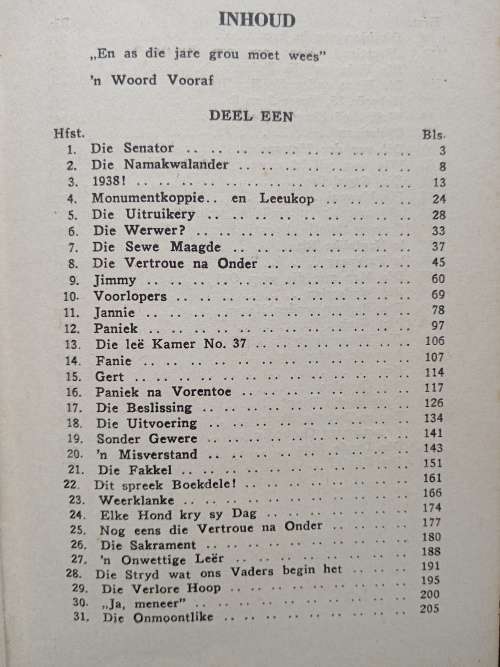 INHOUD
„En as die jare grou moet wees”
'n Woord Vooraf
DEEL EEN
Hfst. Bls.
1. Die Senator .. .. .. .. .. .. .. .. .. .. 3
2. Die Namakwalander .. .. .. .. .. .. .. .. 8
3. 1938! .. .. .. .. .. .. .. .. .. .. .. .. 13
4. Monumentkoppie .. en Leeukop .. .. .. .. .. 24
5. Die Uitruikery .. .. .. .. .. .. .. .. .. 28
6. Die Werwer? .. .. .. .. .. .. .. .. .. .. 33
7. Die Sewe Maagde .. .. .. .. .. .. .. .. 37
8. Die Vertroue na Onder .. .. .. .. .. .. .. 45
9. Jimmy .. .. .. .. .. .. .. .. .. .. .. .. 60
10. Voorlopers .. .. .. .. .. .. .. .. .. .. 69
11. Jannie .. .. .. .. .. .. .. .. .. .. .. 78
12. Paniek .. .. .. .. .. .. .. .. .. .. .. 97
13. Die leë Kamer No. 37 .. .. .. .. .. .. .. 106
14. Fanie .. .. .. .. .. .. .. .. .. .. .. 107
15. Gert .. .. .. .. .. .. .. .. .. .. .. .. 114
16. Paniek na Vorentoe .. .. .. .. .. .. .. 117
17. Die Beslissing .. .. .. .. .. .. .. .. .. 126
18. Die Uitvoering .. .. .. .. .. .. .. .. .. 134
19. Sonder Gewere .. .. .. .. .. .. .. .. .. 141
20. 'n Misverstand .. .. .. .. .. .. .. .. .. 143
21. Die Fakkel .. .. .. .. .. .. .. .. .. .. 151
22. Dit spreek Boekdele! .. .. .. .. .. .. .. 161
23. Weerklanke .. .. .. .. .. .. .. .. .. .. 166
24. Elke Hond kry sy Dag .. .. .. .. .. .. .. 174
25. Nog eens die Vertroue na Onder .. .. .. .. 177
26. Die Sakrament .. .. .. .. .. .. .. .. .. 180
27. 'n Onwettige Leër .. .. .. .. .. .. .. .. 188
28. Die Stryd wat ons Vaders begin het .. .. .. 191
29. Die Verlore Hoop .. .. .. .. .. .. .. .. 195
30. „Ja, meneer” .. .. .. .. .. .. .. .. .. 200
31. Die Onmoontlike .. .. .. .. .. .. .. .. 205